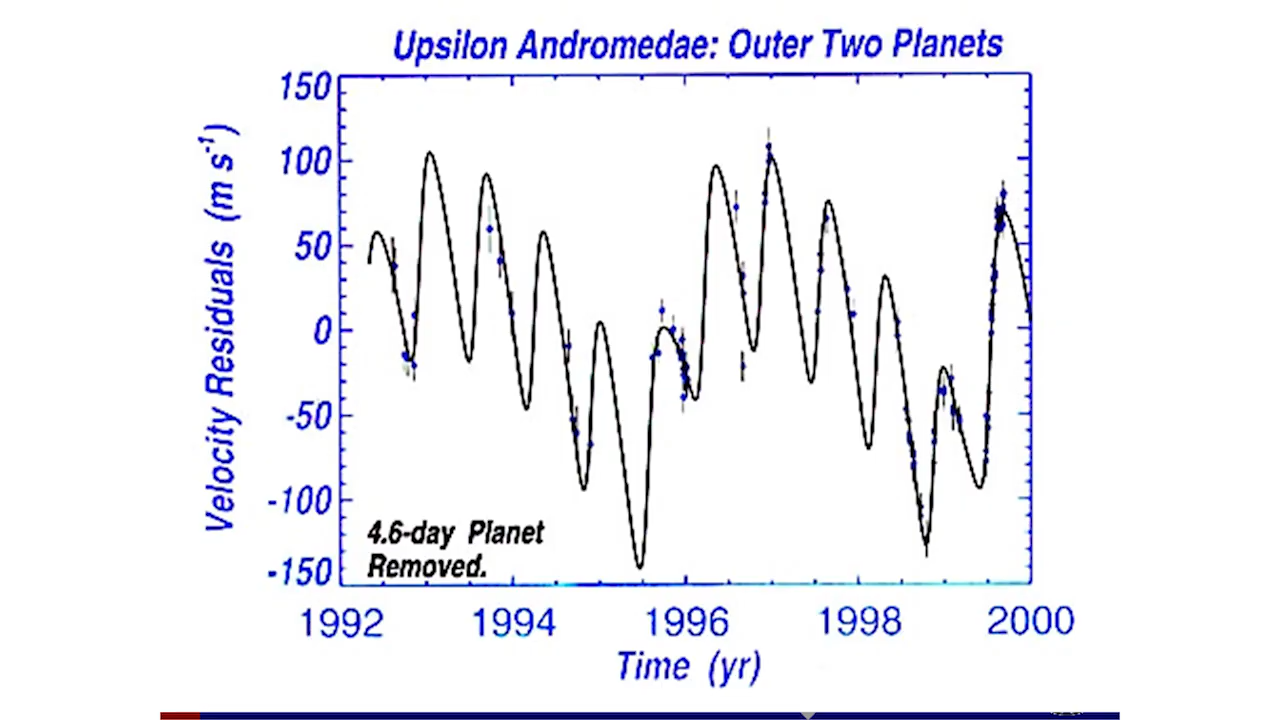 Upsilon Andromedae: Outer Two Planets
Velocity Residuals (m s⁻¹)
150
100
50
0
-50
-100
-150
4.6-day Planet
Removed.
1992 1994 1996 1998 2000
Time (yr)